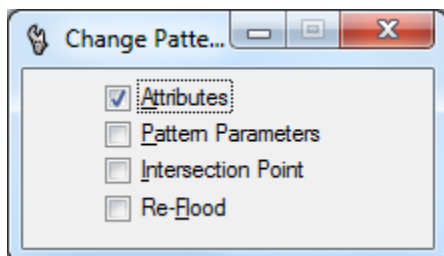 Change Patte...
Attributes
Pattern Parameters
Intersection Point
Re-Flood